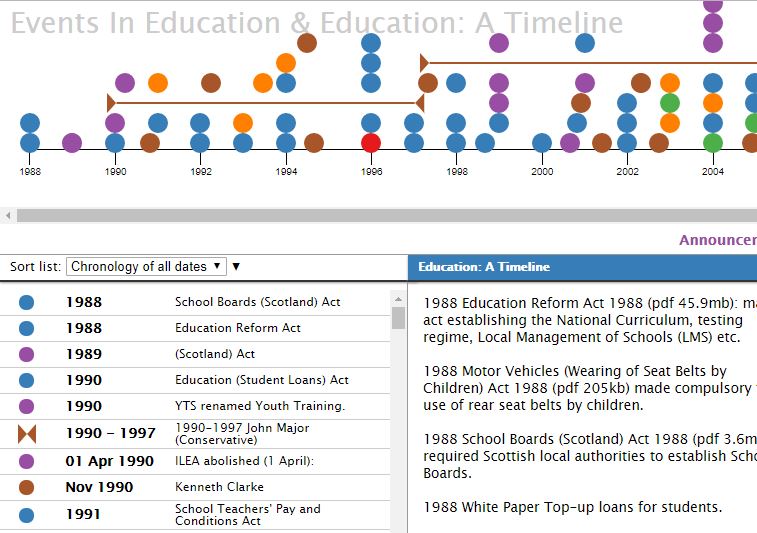 Events In Education & Education: A Timeline
1988 1990 1992 1994 1996 1998 2000 2002 2004
Sort list: Chronology of all dates
1988 School Boards (Scotland) Act
1988 Education Reform Act
1989 (Scotland) Act
1990 Education (Student Loans) Act
1990 YTS renamed Youth Training.
1990 - 1997 1990-1997 John Major
(Conservative)
01 Apr 1990 ILEA abolished (1 April):
Nov 1990 Kenneth Clarke
1991 School Teachers' Pay and
Conditions Act
Announcer
Education: A Timeline
1988 Education Reform Act 1988 (pdf 45.9mb): m
act establishing the National Curriculum, testing
regime, Local Management of Schools (LMS) etc.
1988 Motor Vehicles (Wearing of Seat Belts by
Children) Act 1988 (pdf 205kb) made compulsory
use of rear seat belts by children.
1988 School Boards (Scotland) Act 1988 (pdf 3.6m
required Scottish local authorities to establish Scho
Boards.
1988 White Paper Top-up loans for students.